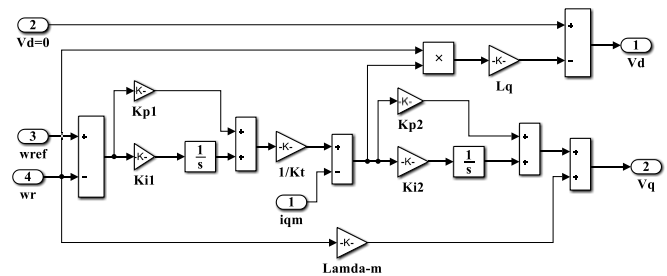 2
Vd=0
+
-
1
Vd
×
-K-
Lq
K-
Kp1
-K-
Kp2
3
wref
+
-
4
wr
-K-
Ki1
1
s
+
+
-K-
1/Kt
+
-
1
iqm
-K-
Ki2
1
s
+
+
+
+
2
Vq
-K-
Lamda-m